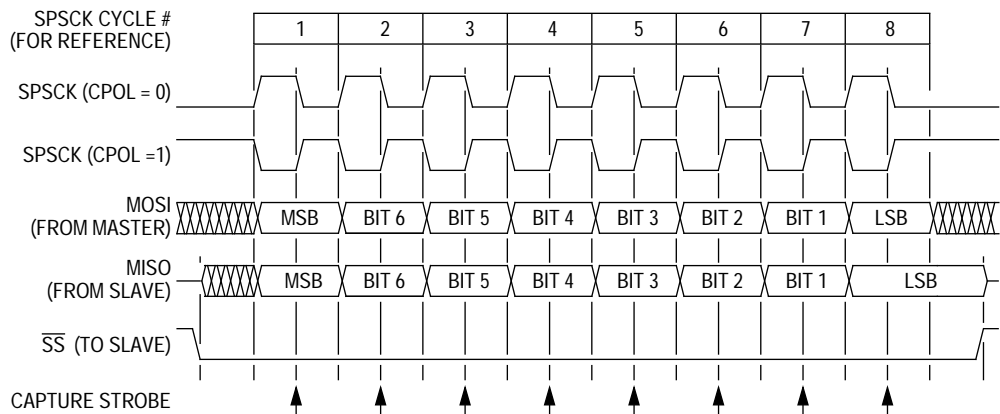 SPSCK CYCLE #
(FOR REFERENCE)
1 2 3 4 5 6 7 8
SPSCK (CPOL = 0)
SPSCK (CPOL =1)
MOSI
(FROM MASTER)
MSB BIT 6 BIT 5 BIT 4 BIT 3 BIT 2 BIT 1 LSB
MISO
(FROM SLAVE)
MSB BIT 6 BIT 5 BIT 4 BIT 3 BIT 2 BIT 1 LSB
SS (TO SLAVE)
CAPTURE STROBE